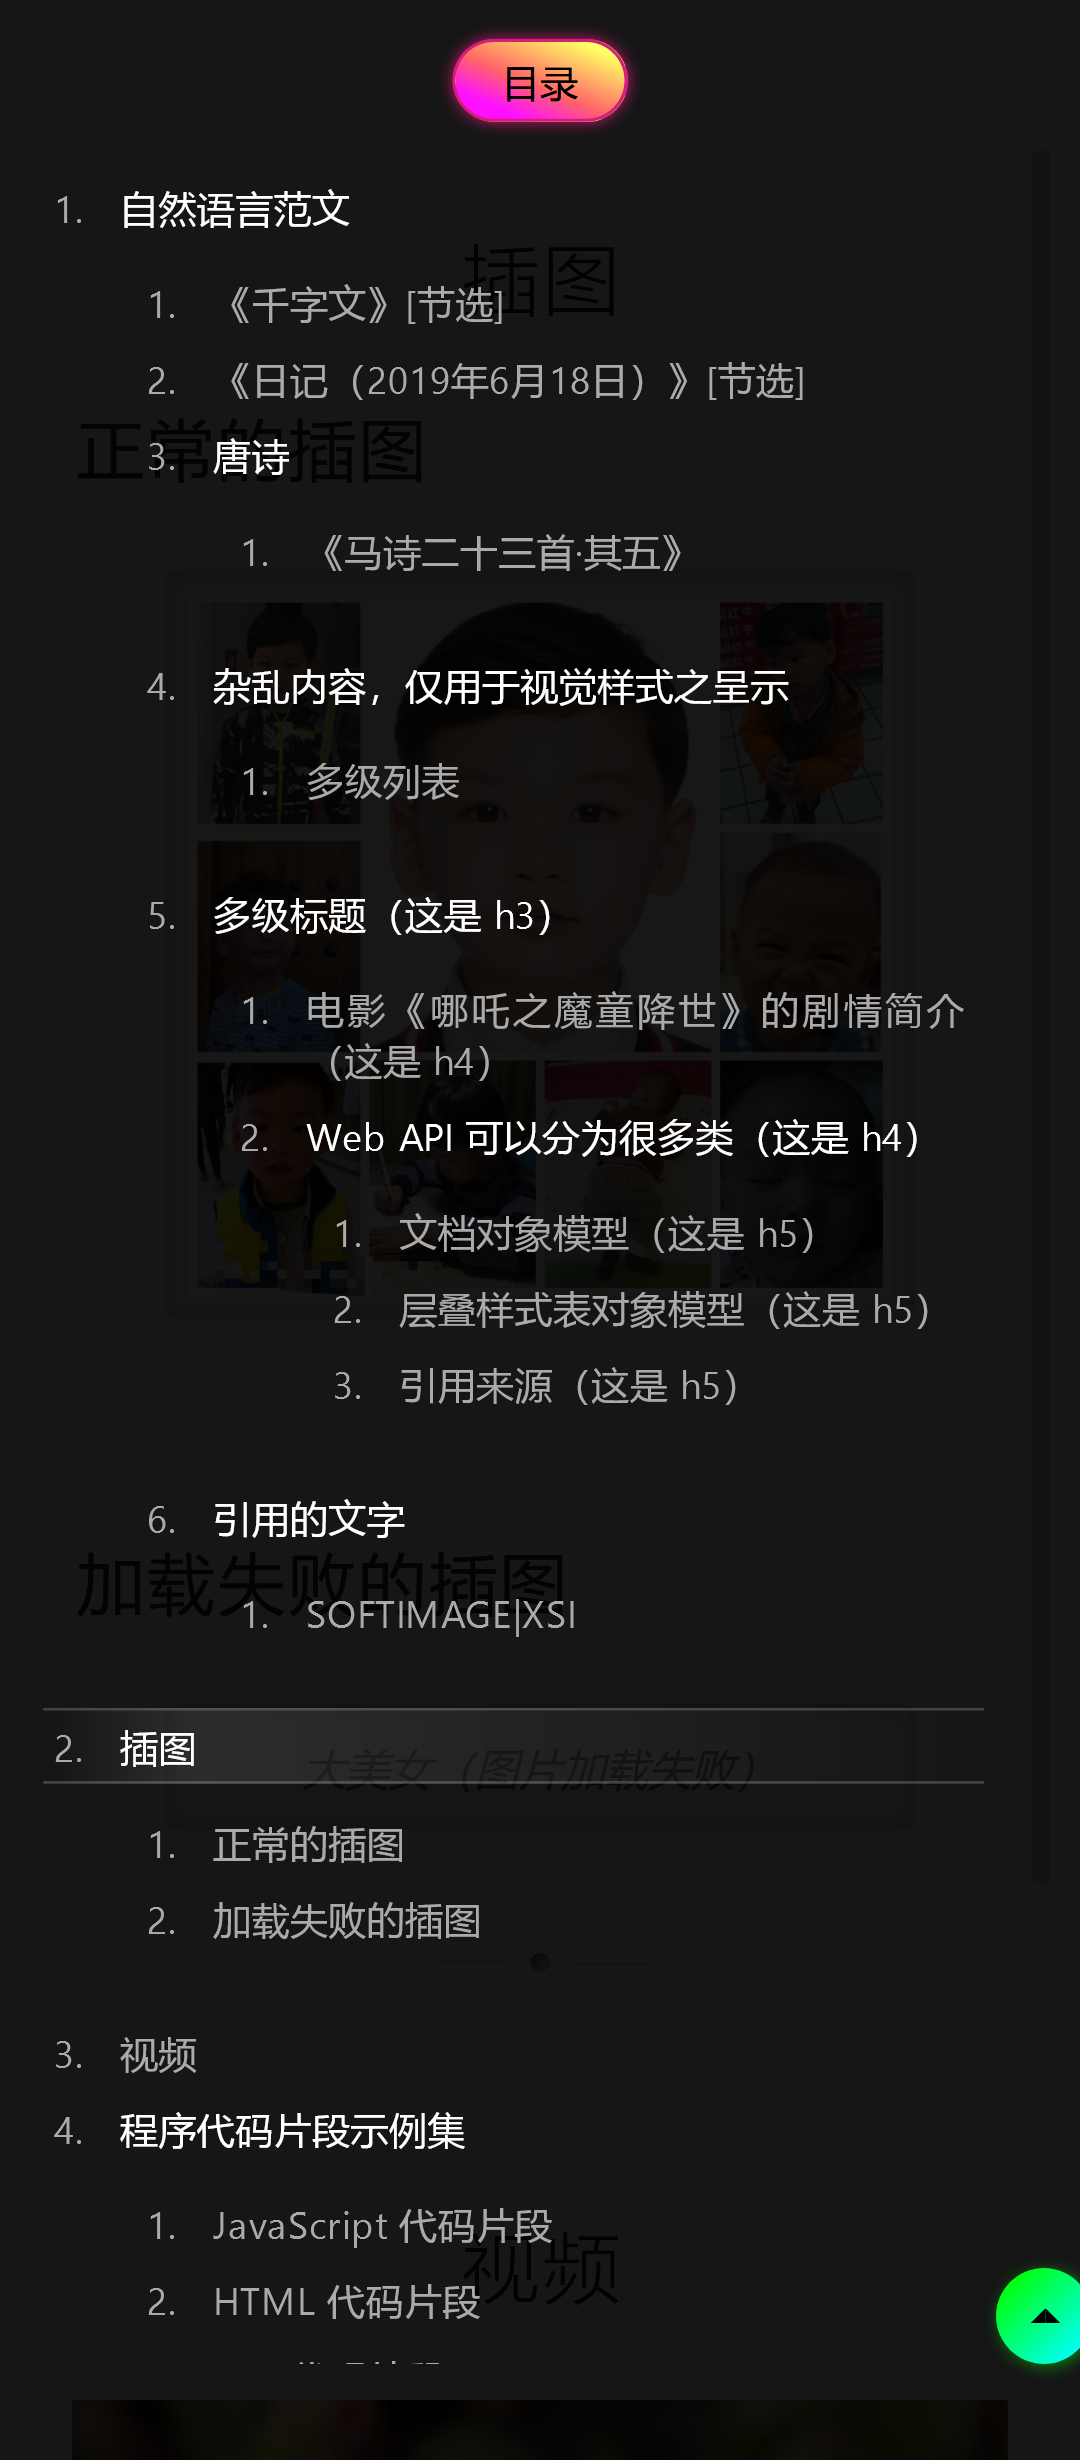 目录
1. 自然语言范文
插图
1. 《千字文》[节选]
2. 《日记（2019年6月18日）》[节选]
正常的插图
3. 唐诗
1. 《马诗二十三首·其五》
4. 杂乱内容，仅用于视觉样式之呈示
1. 多级列表
5. 多级标题（这是 h3）
1. 电影《哪吒之魔童降世》的剧情简介
（这是 h4）
2. Web API 可以分为很多类（这是 h4）
1. 文档对象模型（这是 h5）
2. 层叠样式表对象模型（这是 h5）
3. 引用来源（这是 h5）
6. 引用的文字
加载失败的插图
1. SOFTIMAGE|XSI
2. 插图
大美女（图片加载失败）
1. 正常的插图
2. 加载失败的插图
3. 视频
4. 程序代码片段示例集
1. JavaScript 代码片段
视频
2. HTML 代码片段